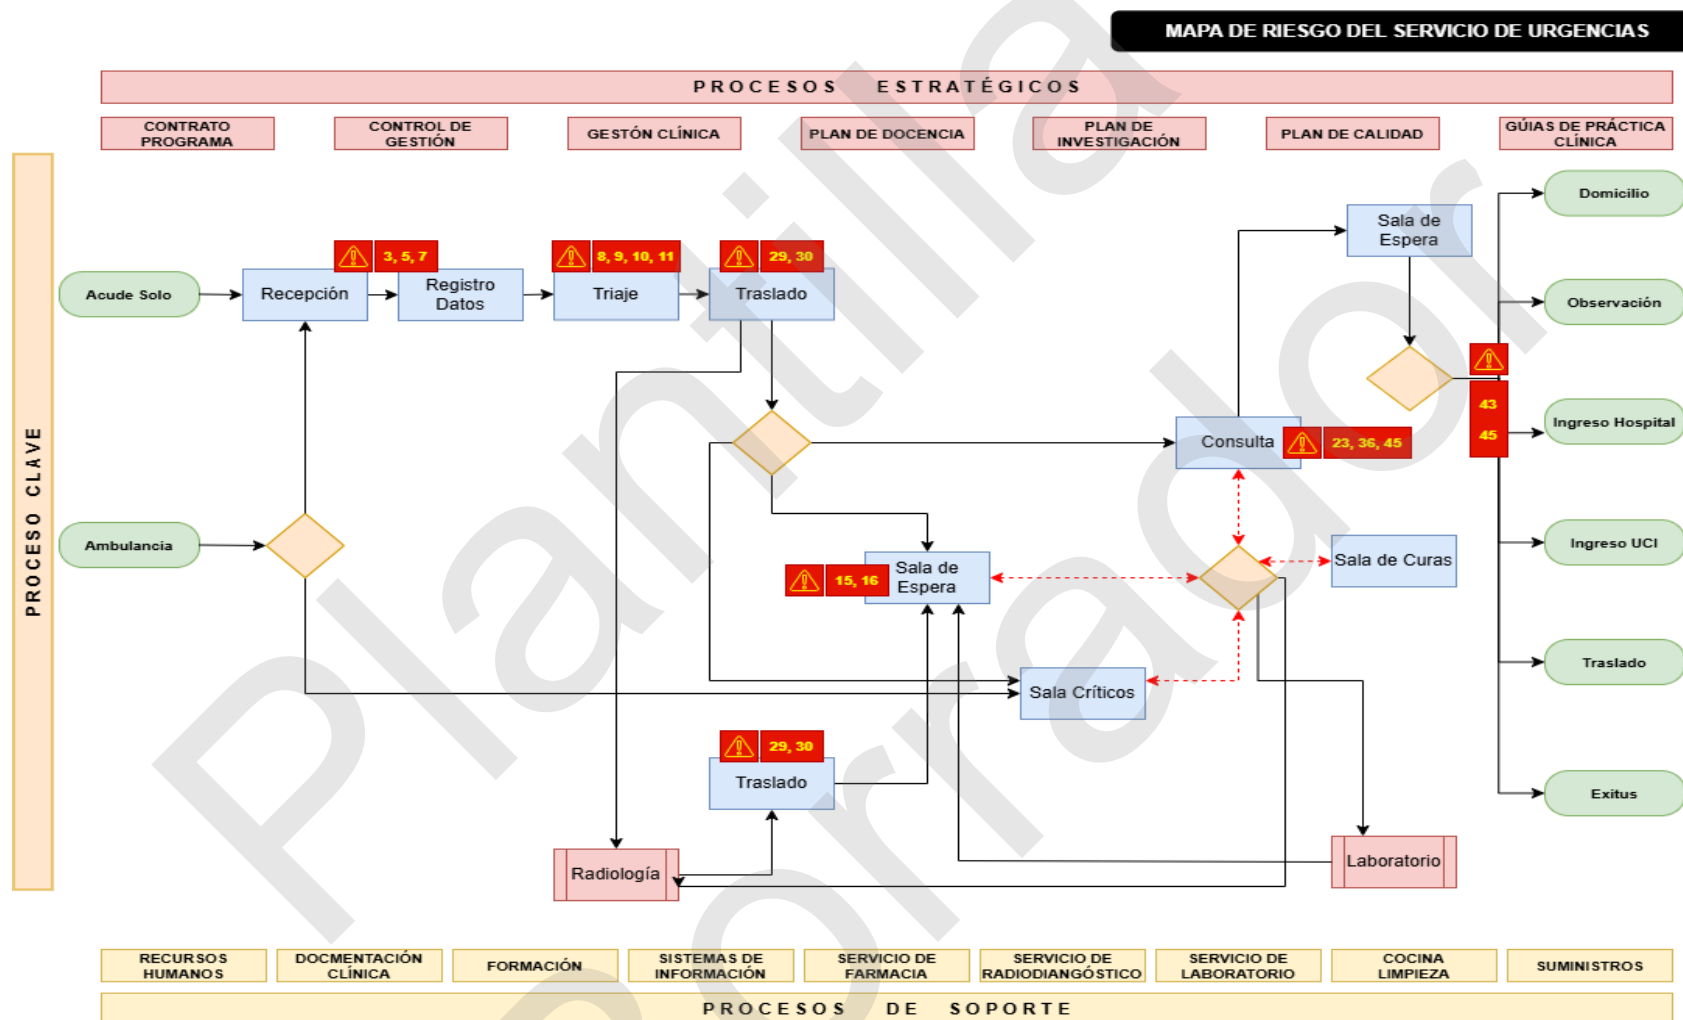 MAPA DE RIESGO DEL SERVICIO DE URGENCIAS
PROCESOS ESTRATÉGICOS
CONTRATO
PROGRAMA
CONTROL DE
GESTIÓN
GESTÓN CLÍNICA
PLAN DE DOCENCIA
PLAN DE
INVESTIGACIÓN
PLAN DE CALIDAD
GÚIAS DE PRÁCTICA
CLÍNICA
PROCESO CLAVE
Domicilio
Sala de
Espera
3, 5, 7
8, 9, 10, 11
29, 30
Acude Solo
Recepción
Registro
Datos
Triaje
Traslado
Observación
43
45
Ingreso Hospital
Consulta
23, 36, 45
Ambulancia
Ingreso UCI
Sala de
Espera
15, 16
Sala de Curas
Sala Críticos
Traslado
29, 30
Traslado
Exitus
Radiología
Laboratorio
RECURSOS
HUMANOS
DOCMENTACIÓN
CLÍNICA
FORMACIÓN
SISTEMAS DE
INFORMACIÓN
SERVICIO DE
FARMACIA
SERVICIO DE
RADIODIANGÓSTICO
SERVICIO DE
LABORATORIO
COCINA
LIMPIEZA
SUMINISTROS
PROCESOS DE SOPORTE
Plantilla
Borrador